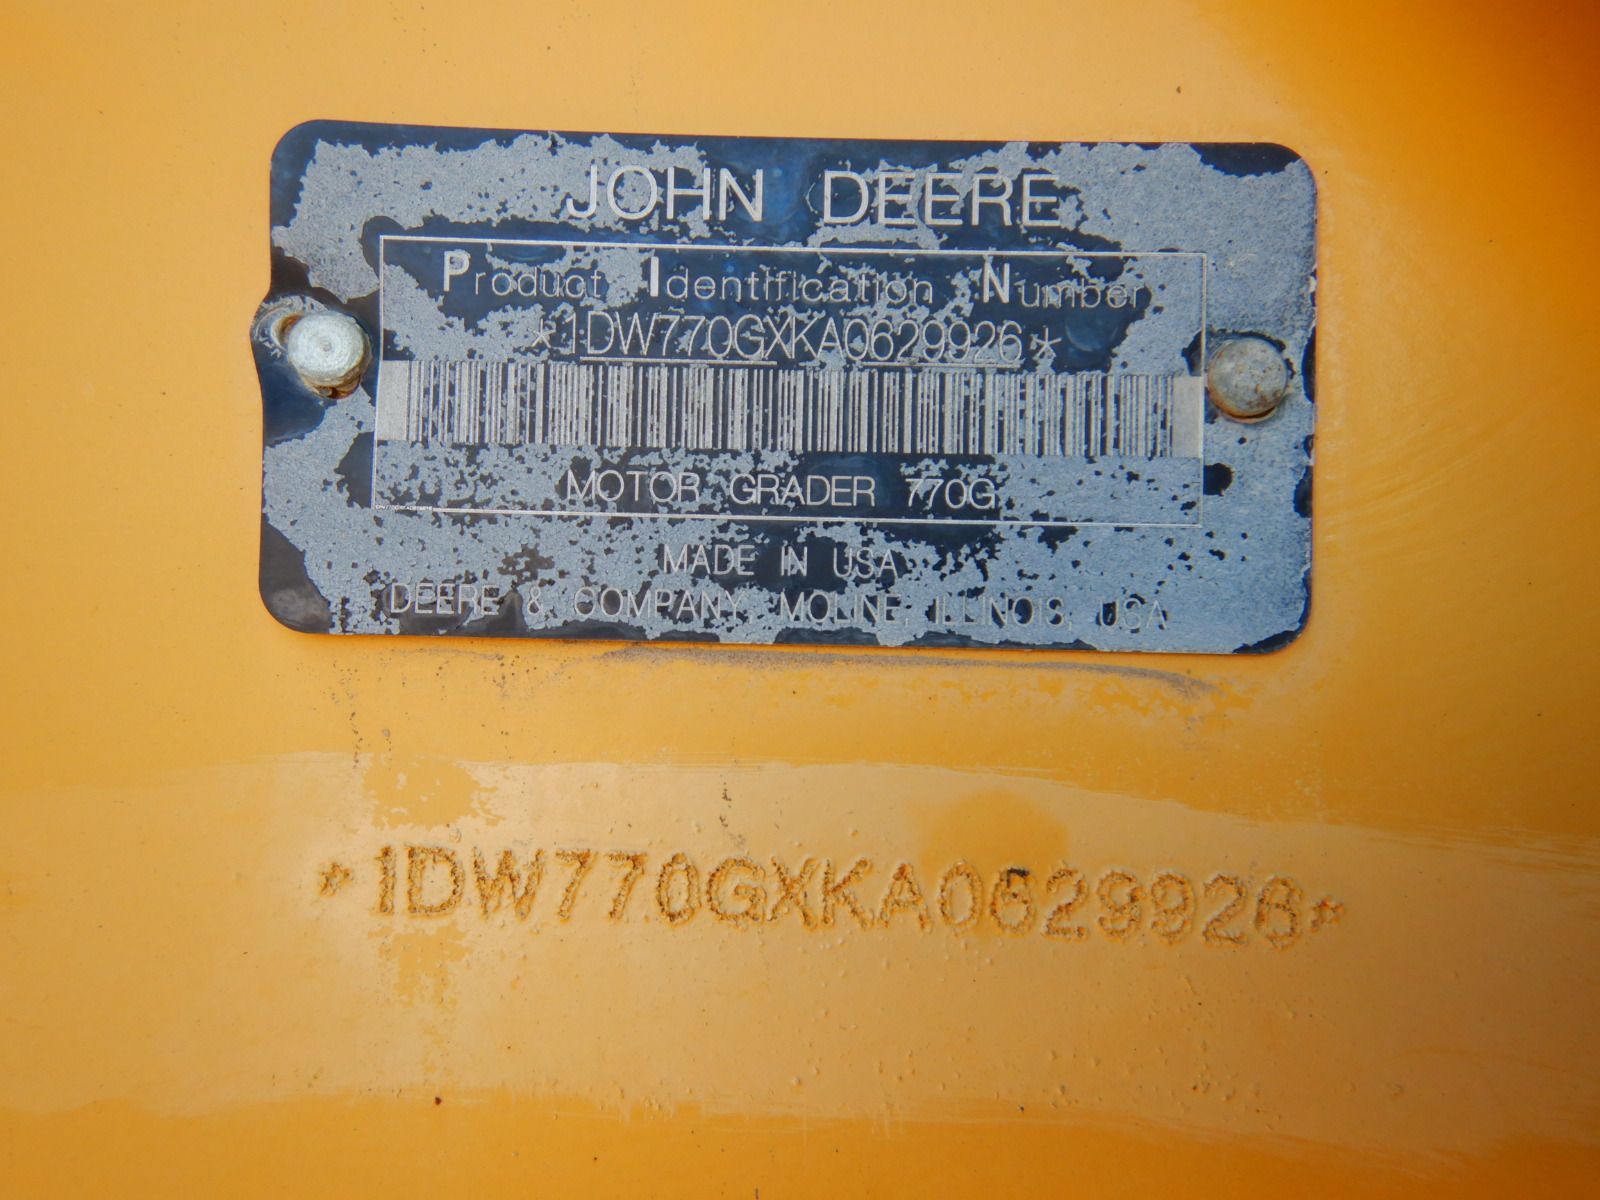 JOHN DEERE
Product Identification Number
*1DW770GXKA0629926*
MOTOR GRADER 770G
MADE IN USA
DEERE & COMPANY, MOLINE, ILLINOIS, USA
*1DW770GXKA0629926*